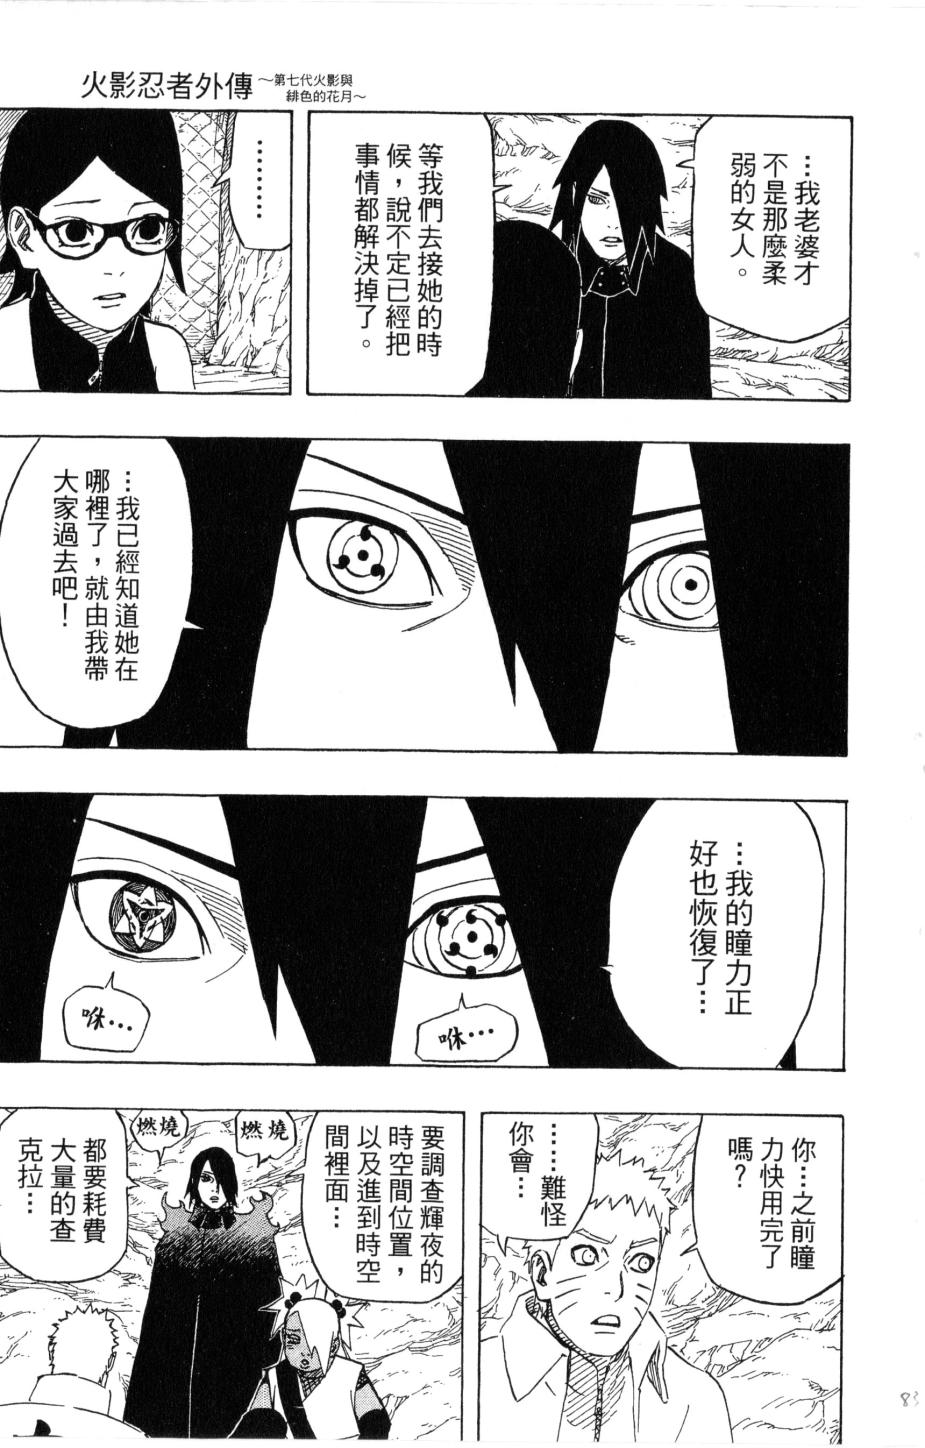 火影忍者外傳
～第七代火影與
緋色的花月～
…我老婆才
不是那麼柔
弱的女人。
等我們去接她的時
候，說不定已經把
事情都解決掉了。
………
…我已經知道她在
哪裡了，就由我帶
大家過去吧！
…我的瞳力正
好也恢復了…
咻…
咻…
你…之前瞳
力快用完了
嗎？
……難怪
你會…
要調查輝夜的
時空間位置，
以及進到時空
間裡面…
燃燒
燃燒
都要耗費
大量的查
克拉…
83